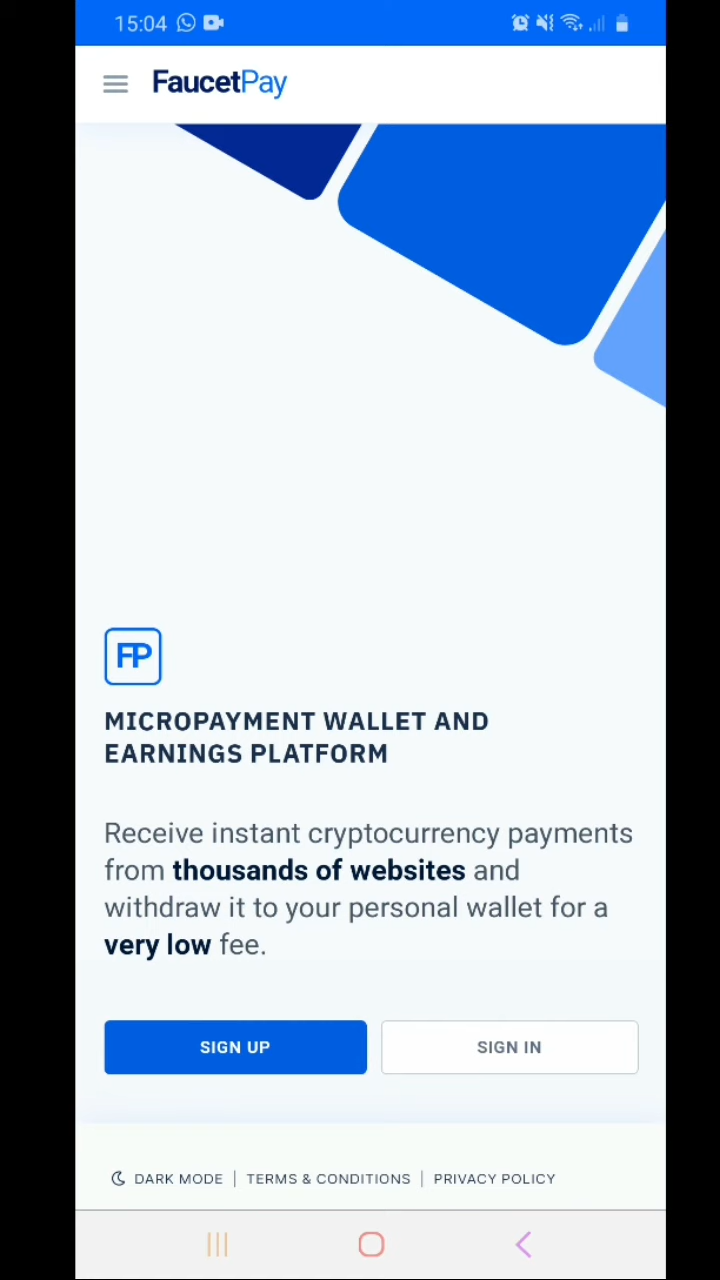 15:04
FaucetPay
FP
MICROPAYMENT WALLET AND
EARNINGS PLATFORM
Receive instant cryptocurrency payments
from thousands of websites and
withdraw it to your personal wallet for a
very low fee.
SIGN UP
SIGN IN
DARK MODE | TERMS & CONDITIONS | PRIVACY POLICY